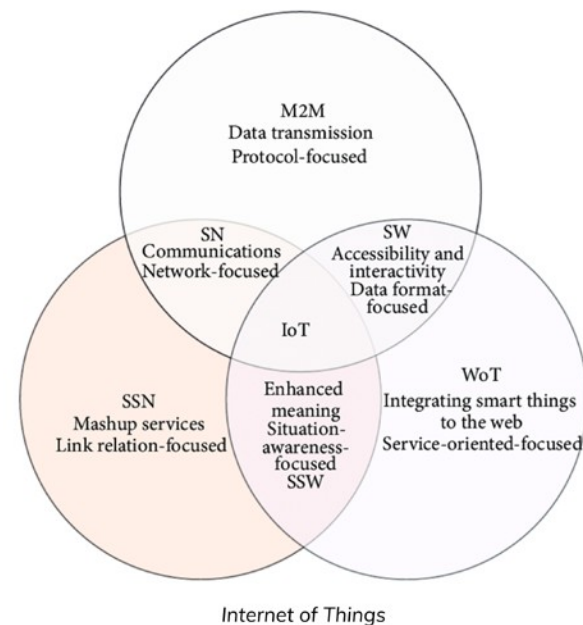 M2M
Data transmission
Protocol-focused
SN
Communications
Network-focused
SW
Accessibility and
interactivity
Data format-
focused
IoT
SSN
Mashup services
Link relation-focused
Enhanced
meaning
Situation-
awareness-
focused
SSW
WoT
Integrating smart things
to the web
Service-oriented-focused
Internet of Things